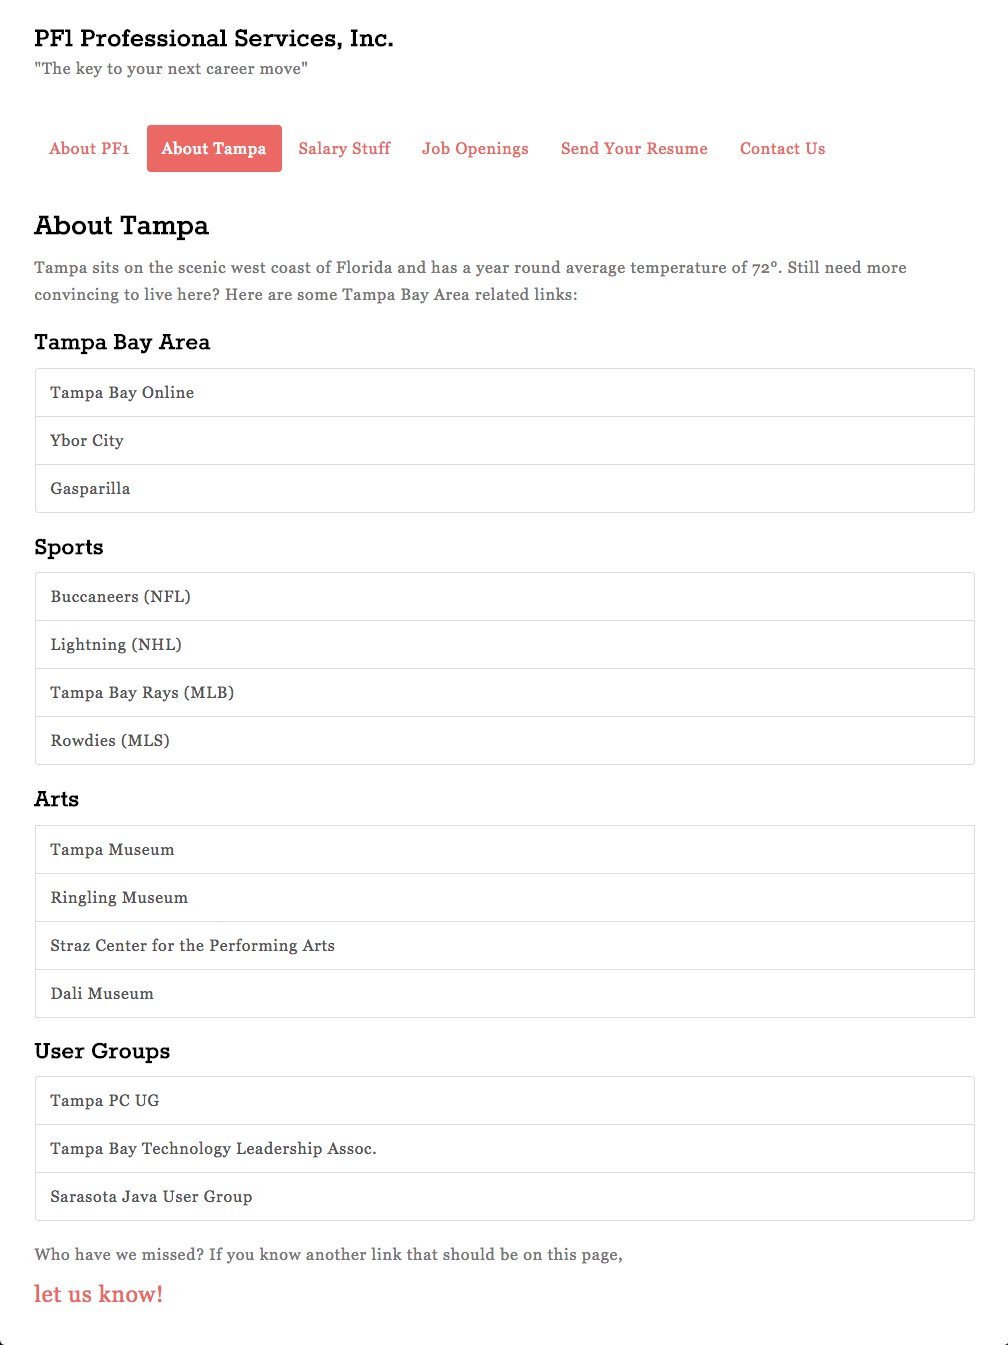 PF1 Professional Services, Inc.
"The key to your next career move"
About PF1
About Tampa
Salary Stuff
Job Openings
Send Your Resume
Contact Us
About Tampa
Tampa sits on the scenic west coast of Florida and has a year round average temperature of 72°. Still need more
convincing to live here? Here are some Tampa Bay Area related links:
Tampa Bay Area
Tampa Bay Online
Ybor City
Gasparilla
Sports
Buccaneers (NFL)
Lightning (NHL)
Tampa Bay Rays (MLB)
Rowdies (MLS)
Arts
Tampa Museum
Ringling Museum
Straz Center for the Performing Arts
Dali Museum
User Groups
Tampa PC UG
Tampa Bay Technology Leadership Assoc.
Sarasota Java User Group
Who have we missed? If you know another link that should be on this page,
let us know!